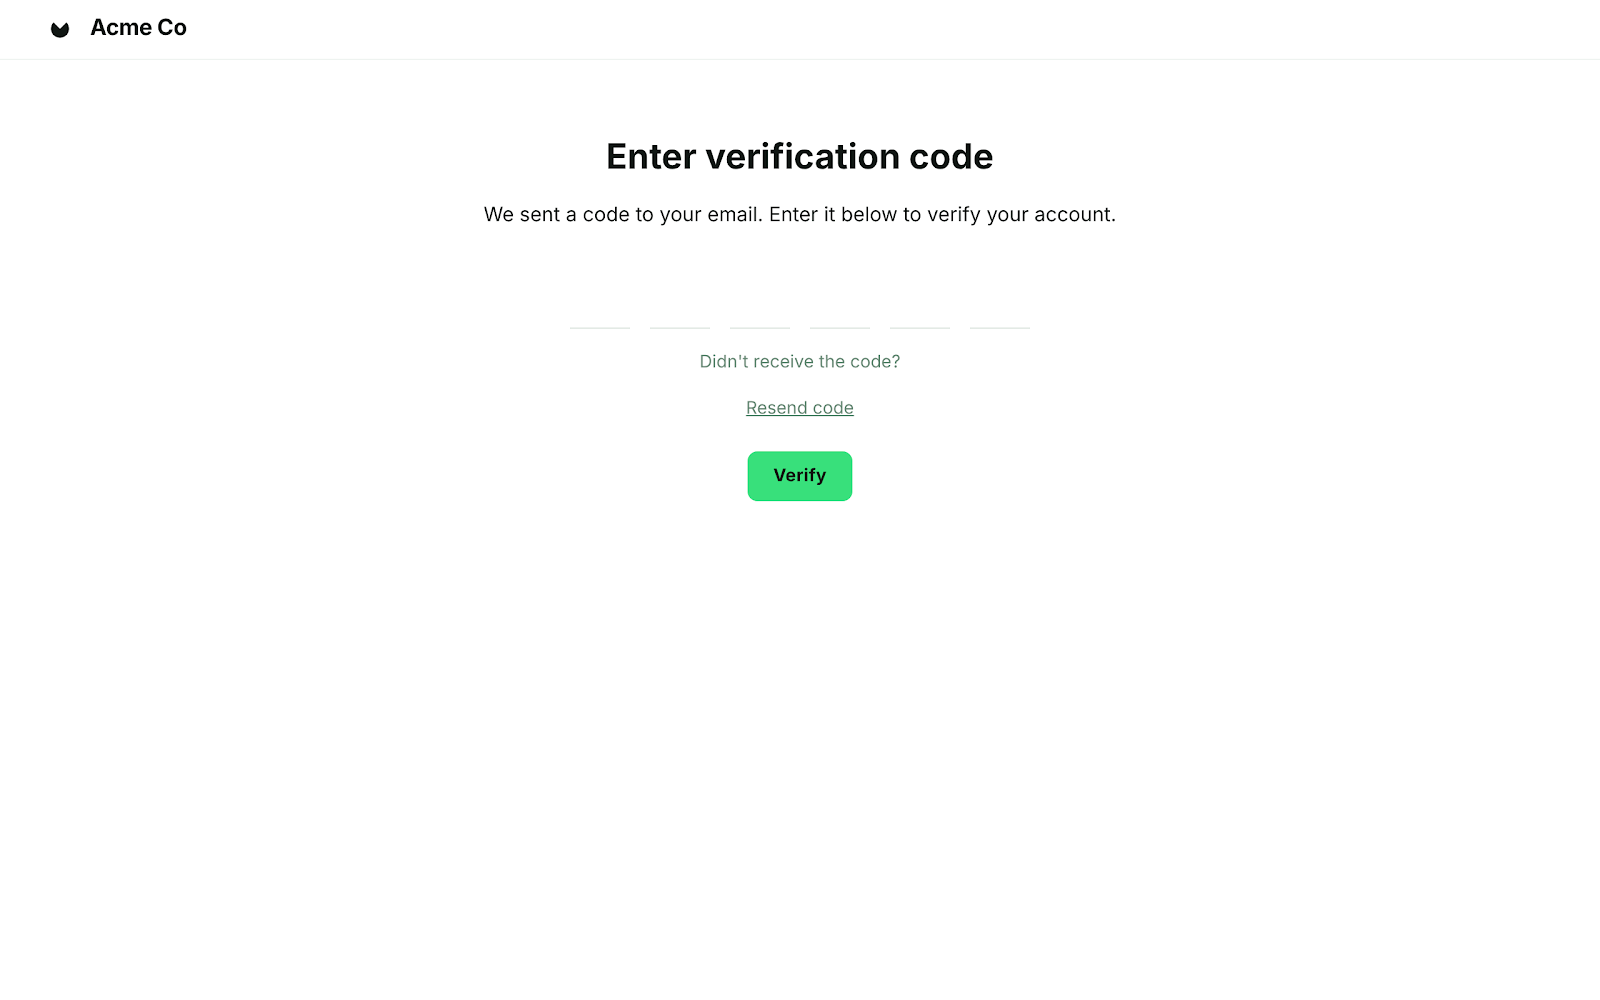 Acme Co
Enter verification code
We sent a code to your email. Enter it below to verify your account.
Didn't receive the code?
Resend code
Verify